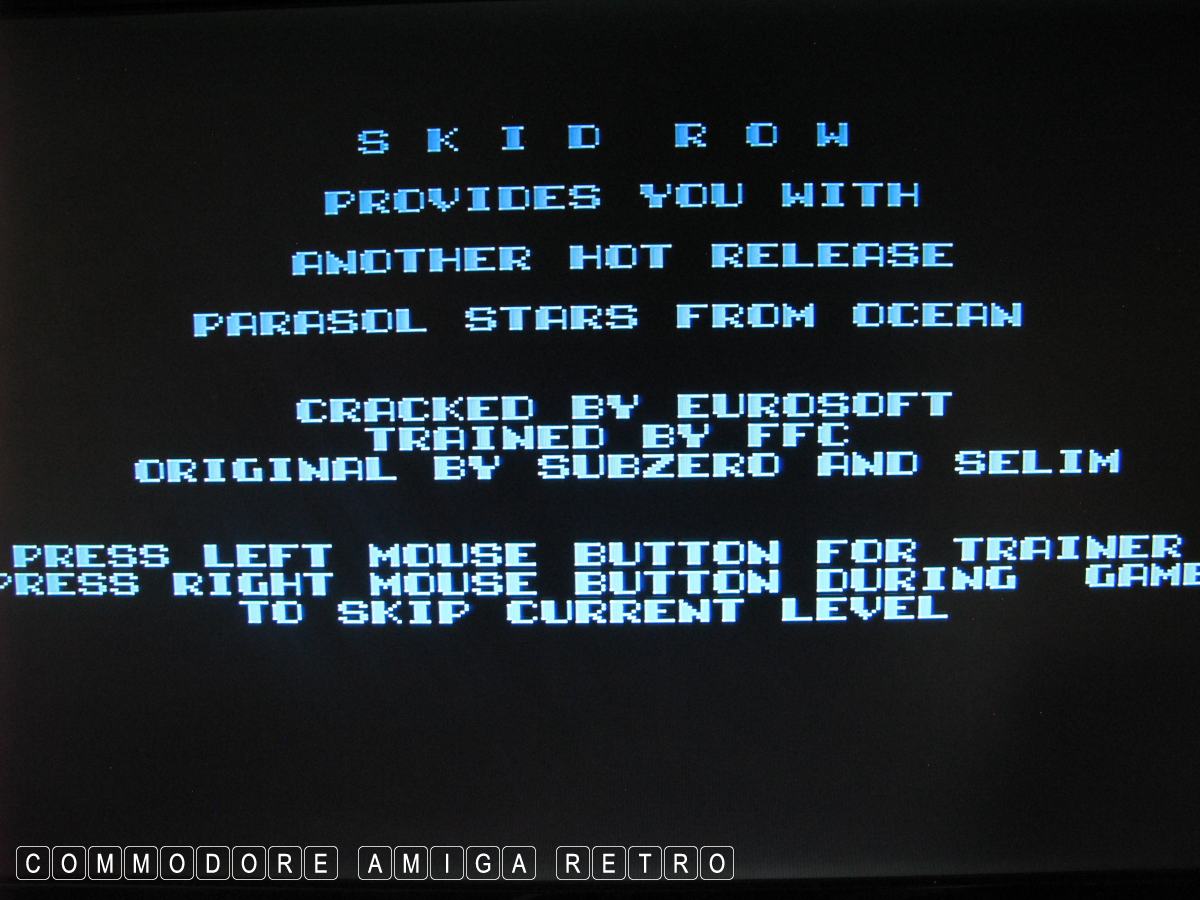 SKID ROW
PROVIDES YOU WITH
ANOTHER HOT RELEASE
PARASOL STARS FROM OCEAN
CRACKED BY EUROSOFT
TRAINED BY FFC
ORIGINAL BY SUBZERO AND SELIM
PRESS LEFT MOUSE BUTTON FOR TRAINER
PRESS RIGHT MOUSE BUTTON DURING GAME
TO SKIP CURRENT LEVEL
COMMODORE AMIGA RETRO